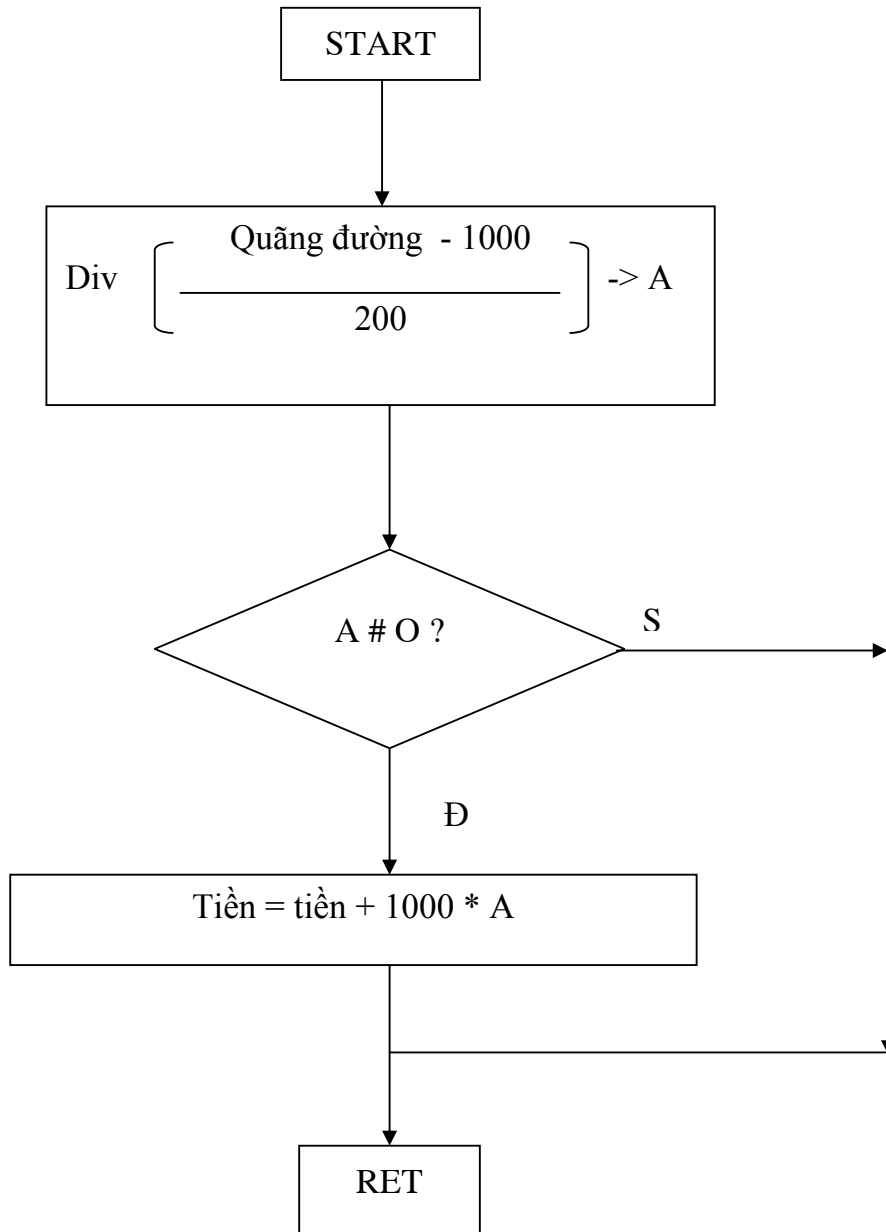 START
Quãng đường - 1000
Div -> A
200
A # O ?
S
Đ
Tiền = tiền + 1000 * A
RET